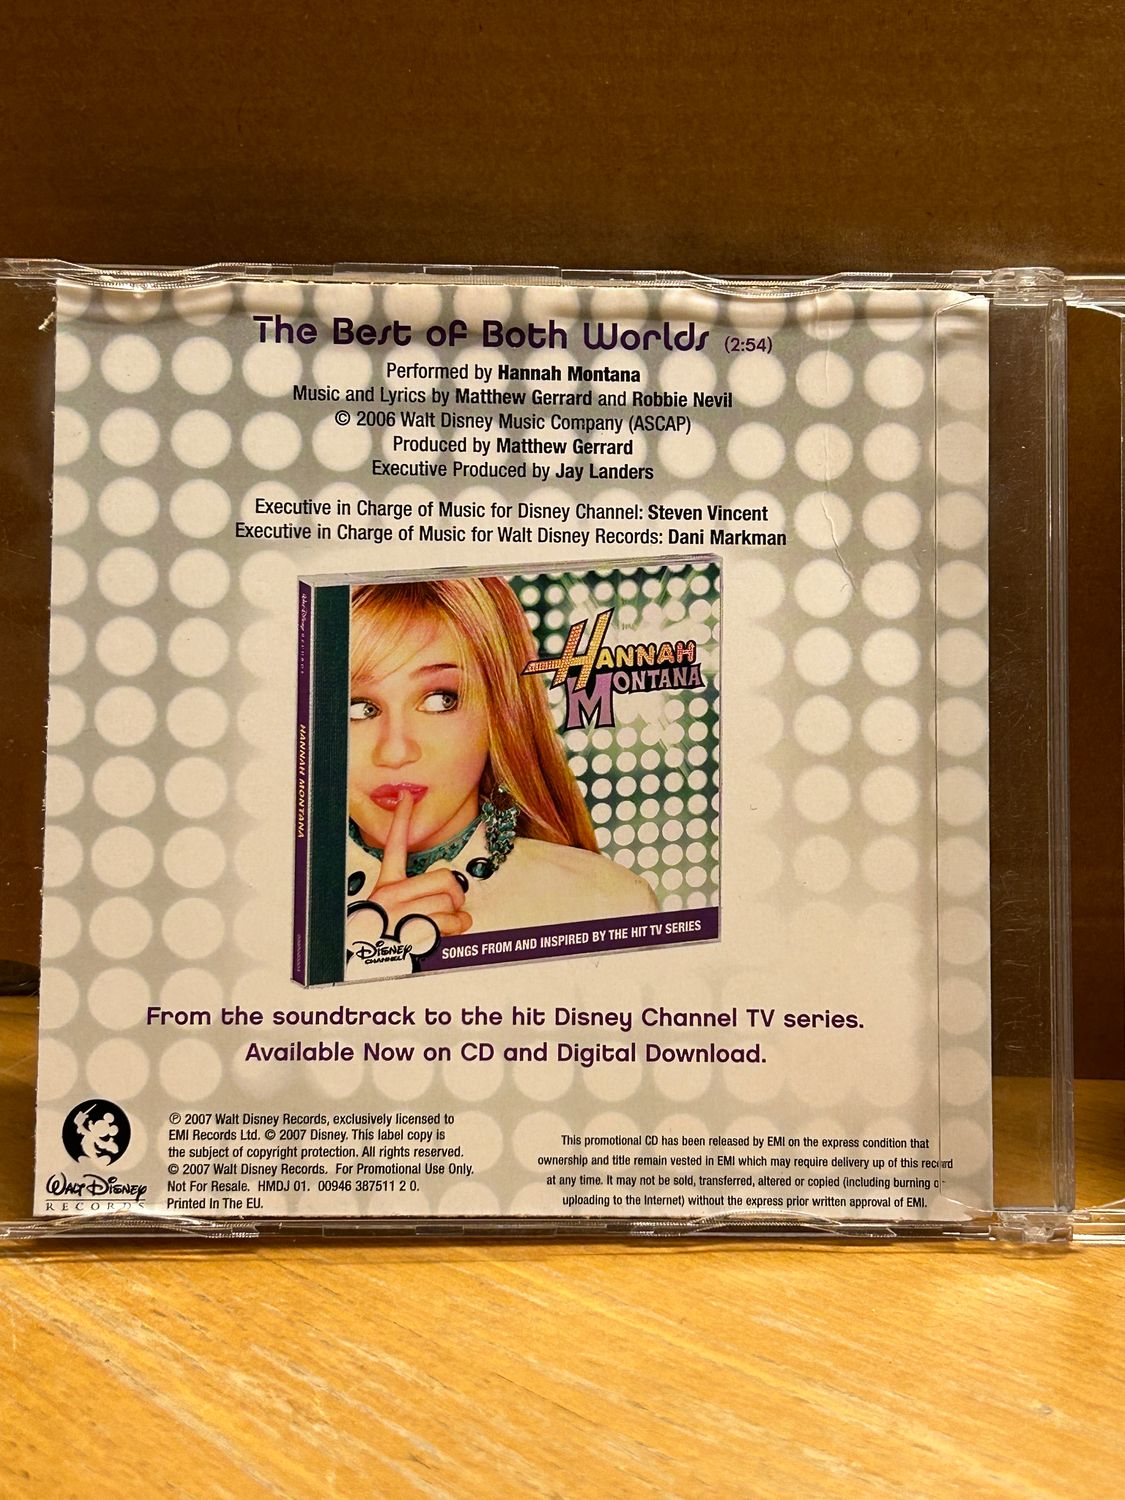 The Best of Both Worlds (2:54)
Performed by Hannah Montana
Music and Lyrics by Matthew Gerrard and Robbie Nevil
© 2006 Walt Disney Music Company (ASCAP)
Produced by Matthew Gerrard
Executive Produced by Jay Landers
Executive in Charge of Music for Disney Channel: Steven Vincent
Executive in Charge of Music for Walt Disney Records: Dani Markman
Walt Disney RECORDS
HANNAH MONTANA
HANNAH
MONTANA
DISNEY
CHANNEL
SONGS FROM AND INSPIRED BY THE HIT TV SERIES
From the soundtrack to the hit Disney Channel TV series.
Available Now on CD and Digital Download.
WALT DISNEY
RECORDS
℗ 2007 Walt Disney Records, exclusively licensed to
EMI Records Ltd. © 2007 Disney. This label copy is
the subject of copyright protection. All rights reserved.
© 2007 Walt Disney Records. For Promotional Use Only.
Not For Resale. HMDJ 01. 00946 387511 2 0.
Printed In The EU.
This promotional CD has been released by EMI on the express condition that
ownership and title remain vested in EMI which may require delivery up of this record
at any time. It may not be sold, transferred, altered or copied (including burning or
uploading to the Internet) without the express prior written approval of EMI.